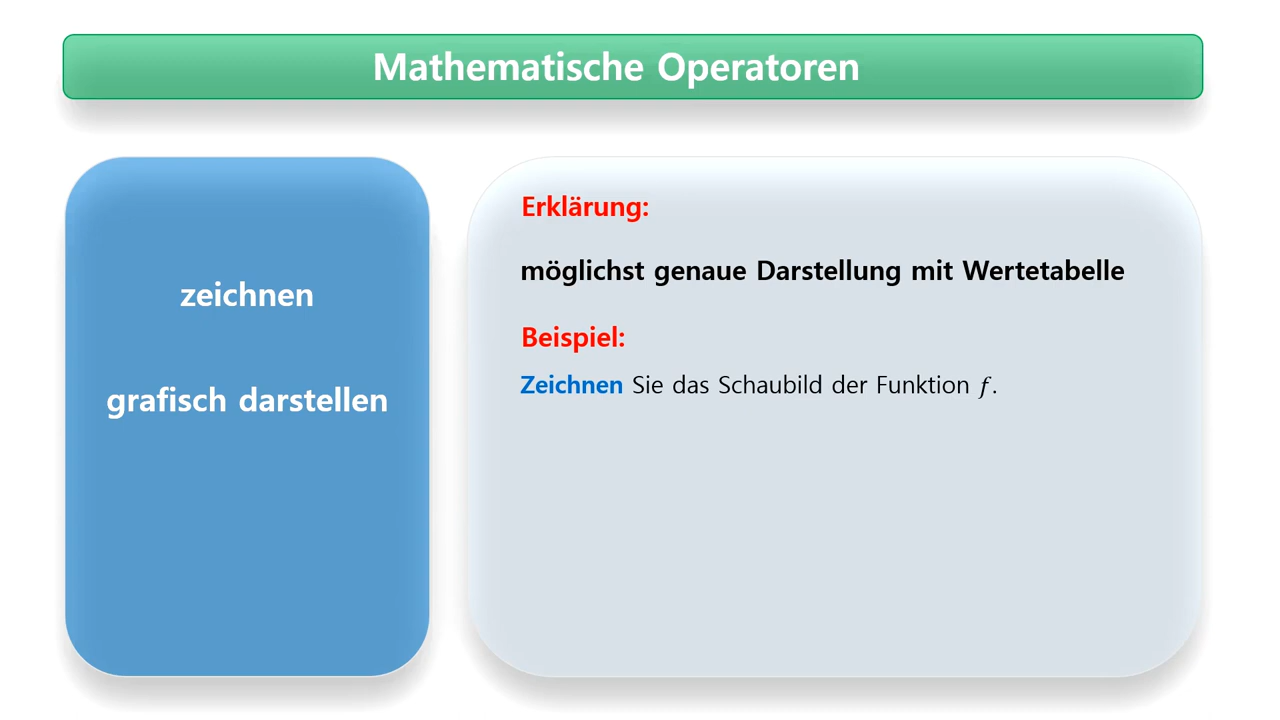 Mathematische Operatoren
zeichnen
grafisch darstellen
Erklärung:
möglichst genaue Darstellung mit Wertetabelle
Beispiel:
Zeichnen Sie das Schaubild der Funktion f.